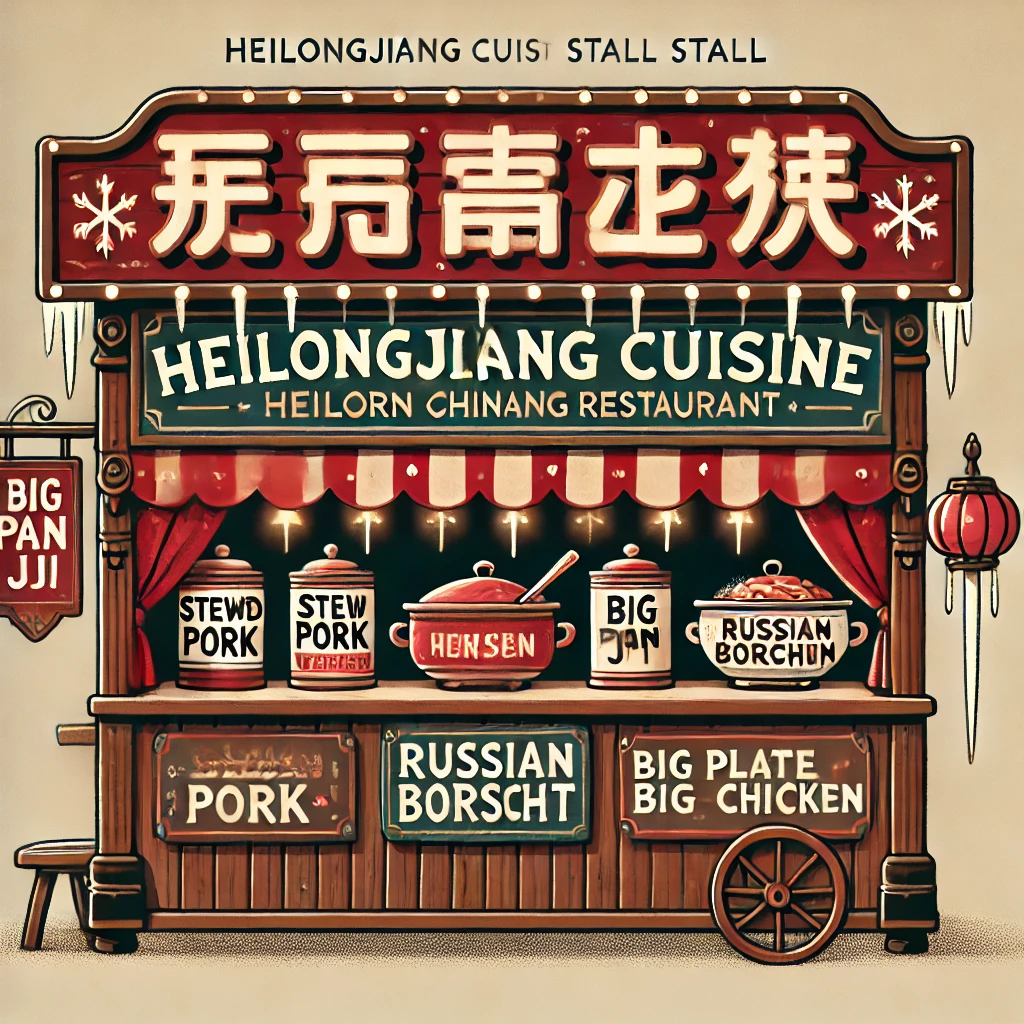 HEILONGJIANG CUIST STALL STALL
HEILONGJIANG CUISINE
HEILORN CHINANG RESTAURANT
BIG
PAN
JJI
STEWD
PORK
STEW
PORK
HENSEN
BIG
JAN
RUSSIAN
BORCHUN
PORK
RUSSIAN
BORSCHT
BIG PLATE
BIG CHICKEN